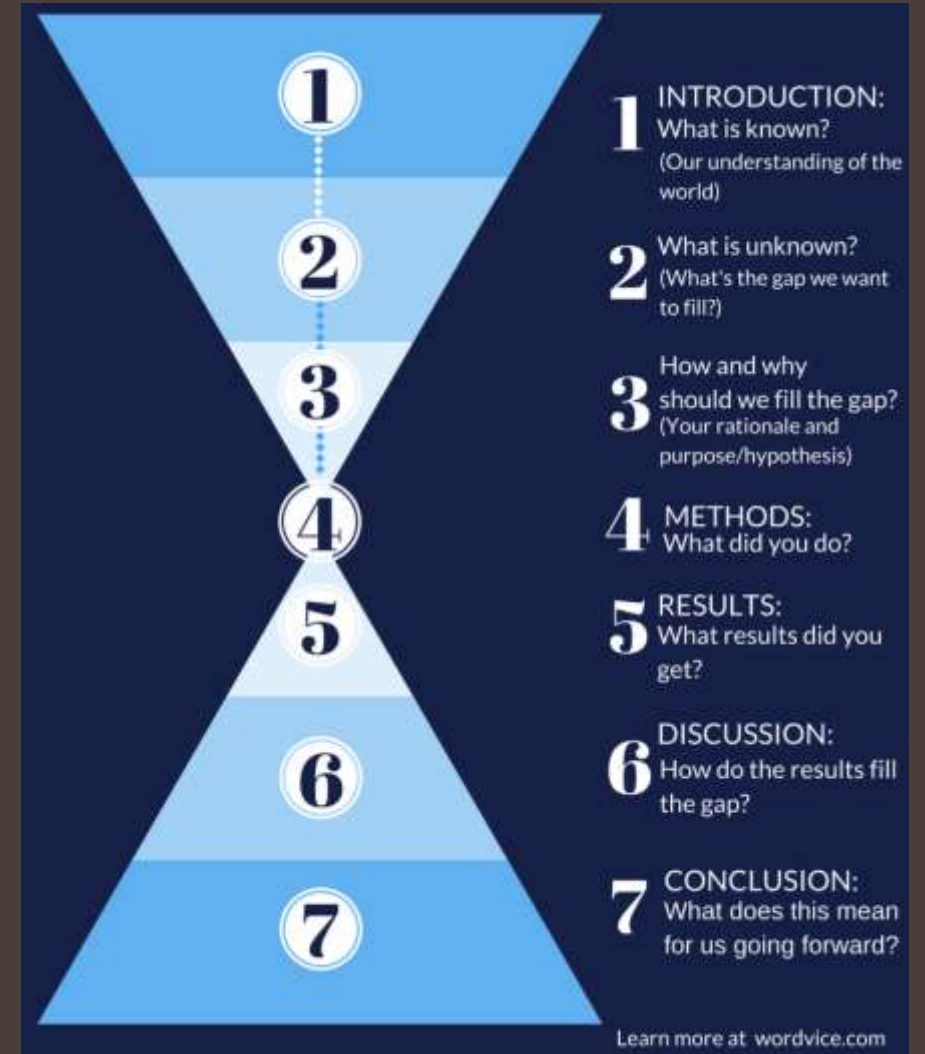 1
2
3
4
5
6
7
1 INTRODUCTION:
What is known?
(Our understanding of the
world)
2 What is unknown?
(What's the gap we want
to fill?)
3 How and why
should we fill the gap?
(Your rationale and
purpose/hypothesis)
4 METHODS:
What did you do?
5 RESULTS:
What results did you
get?
6 DISCUSSION:
How do the results fill
the gap?
7 CONCLUSION:
What does this mean
for us going forward?
Learn more at wordvice.com